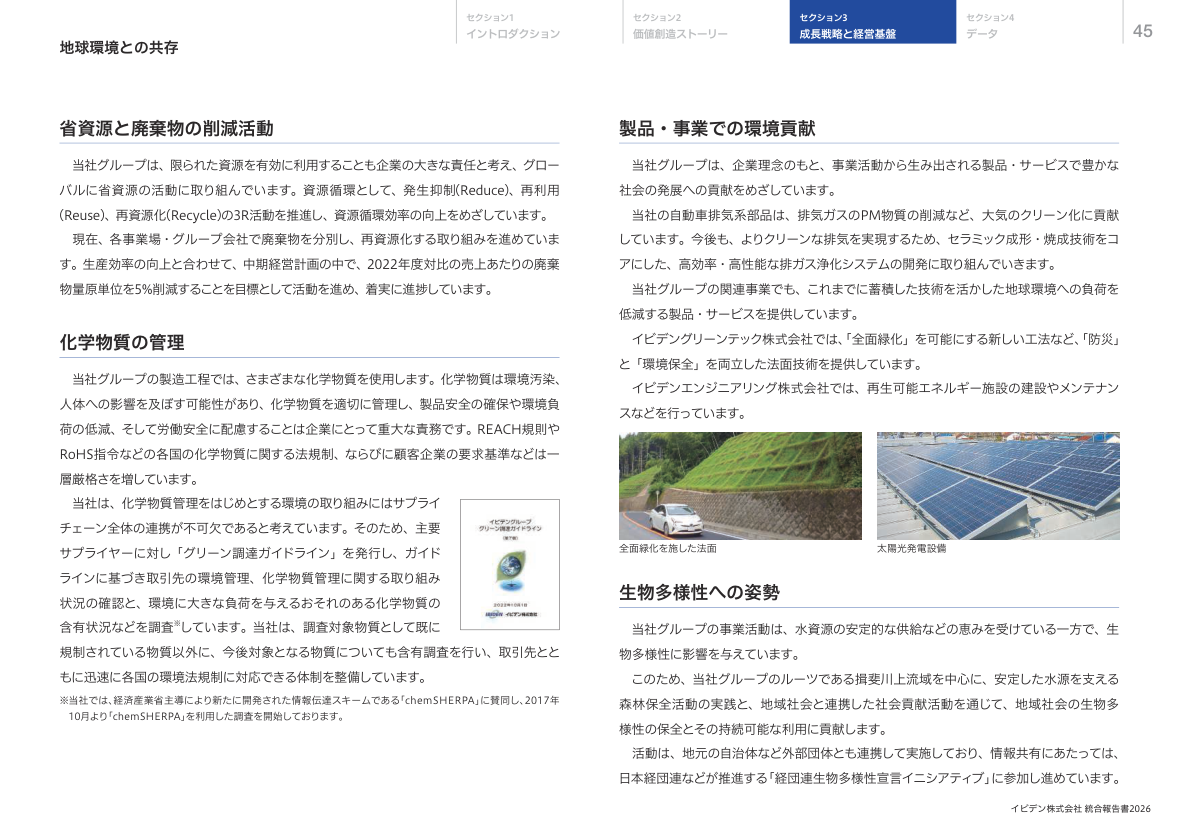 地球環境との共存
セクション1
イントロダクション
セクション2
価値創造ストーリー
セクション3
成長戦略と経営基盤
セクション4
データ
45
省資源と廃棄物の削減活動
当社グループは、限られた資源を有効に利用することも企業の大きな責任と考え、グロー
バルに省資源の活動に取り組んでいます。資源循環として、発生抑制(Reduce)、再利用
(Reuse)、再資源化(Recycle)の3R活動を推進し、資源循環効率の向上をめざしています。
現在、各事業場・グループ会社で廃棄物を分別し、再資源化する取り組みを進めていま
す。生産効率の向上と合わせて、中期経営計画の中で、2022年度対比の売上あたりの廃棄
物量原単位を5%削減することを目標として活動を進め、着実に進捗しています。
化学物質の管理
当社グループの製造工程では、さまざまな化学物質を使用します。化学物質は環境汚染、
人体への影響を及ぼす可能性があり、化学物質を適切に管理し、製品安全の確保や環境負
荷の低減、そして労働安全に配慮することは企業にとって重大な責務です。REACH規則や
RoHS指令などの各国の化学物質に関する法規制、ならびに顧客企業の要求基準などは一
層厳格さを増しています。
当社は、化学物質管理をはじめとする環境の取り組みにはサプライ
チェーン全体の連携が不可欠であると考えています。そのため、主要
サプライヤーに対し「グリーン調達ガイドライン」を発行し、ガイド
ラインに基づき取引先の環境管理、化学物質管理に関する取り組み
状況の確認と、環境に大きな負荷を与えるおそれのある化学物質の
含有状況などを調査※しています。当社は、調査対象物質として既に
規制されている物質以外に、今後対象となる物質についても含有調査を行い、取引先とと
もに迅速に各国の環境法規制に対応できる体制を整備しています。
イビデングループ
グリーン調達ガイドライン
IBIDEN イビデン株式会社
※当社では、経済産業省主導により新たに開発された情報伝達スキームである「chemSHERPA」に賛同し、2017年
10月より「chemSHERPA」を利用した調査を開始しております。
製品・事業での環境貢献
当社グループは、企業理念のもと、事業活動から生み出される製品・サービスで豊かな
社会の発展への貢献をめざしています。
当社の自動車排気系部品は、排気ガスのPM物質の削減など、大気のクリーン化に貢献
しています。今後も、よりクリーンな排気を実現するため、セラミック成形・焼成技術をコ
アにした、高効率・高性能な排ガス浄化システムの開発に取り組んでいきます。
当社グループの関連事業でも、これまでに蓄積した技術を活かした地球環境への負荷を
低減する製品・サービスを提供しています。
イビデングリーンテック株式会社では、「全面緑化」を可能にする新しい工法など、「防災」
と「環境保全」を両立した法面技術を提供しています。
イビデンエンジニアリング株式会社では、再生可能エネルギー施設の建設やメンテナン
スなどを行っています。
全面緑化を施した法面
太陽光発電設備
生物多様性への姿勢
当社グループの事業活動は、水資源の安定的な供給などの恵みを受けている一方で、生
物多様性に影響を与えています。
このため、当社グループのルーツである揖斐川上流域を中心に、安定した水源を支える
森林保全活動の実践と、地域社会と連携した社会貢献活動を通じて、地域社会の生物多
様性の保全とその持続可能な利用に貢献します。
活動は、地元の自治体など外部団体とも連携して実施しており、情報共有にあたっては、
日本経団連などが推進する「経団連生物多様性宣言イニシアティブ」に参加し進めています。
イビデン株式会社 統合報告書2026